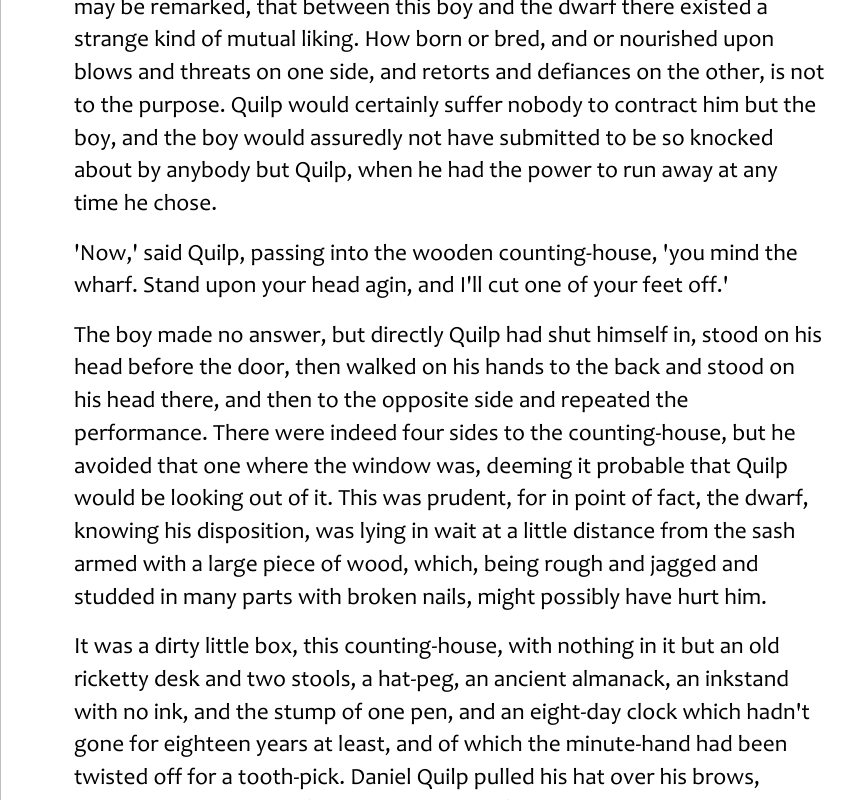 may be remarked, that between this boy and the dwarf there existed a
strange kind of mutual liking. How born or bred, and or nourished upon
blows and threats on one side, and retorts and defiances on the other, is not
to the purpose. Quilp would certainly suffer nobody to contract him but the
boy, and the boy would assuredly not have submitted to be so knocked
about by anybody but Quilp, when he had the power to run away at any
time he chose.
'Now,' said Quilp, passing into the wooden counting-house, 'you mind the
wharf. Stand upon your head agin, and I'll cut one of your feet off.'
The boy made no answer, but directly Quilp had shut himself in, stood on his
head before the door, then walked on his hands to the back and stood on
his head there, and then to the opposite side and repeated the
performance. There were indeed four sides to the counting-house, but he
avoided that one where the window was, deeming it probable that Quilp
would be looking out of it. This was prudent, for in point of fact, the dwarf,
knowing his disposition, was lying in wait at a little distance from the sash
armed with a large piece of wood, which, being rough and jagged and
studded in many parts with broken nails, might possibly have hurt him.
It was a dirty little box, this counting-house, with nothing in it but an old
ricketty desk and two stools, a hat-peg, an ancient almanack, an inkstand
with no ink, and the stump of one pen, and an eight-day clock which hadn't
gone for eighteen years at least, and of which the minute-hand had been
twisted off for a tooth-pick. Daniel Quilp pulled his hat over his brows,